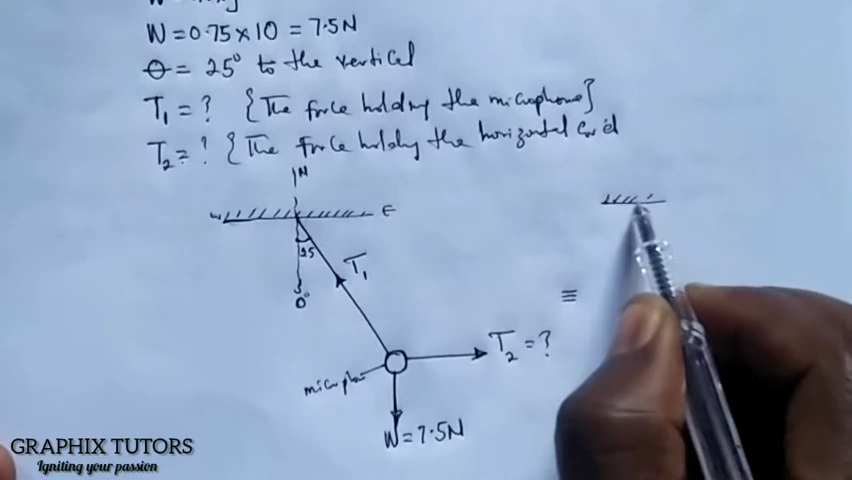 W = 0.75 x 10 = 7.5N
θ = 25° to the vertical
T₁ = ? {The force holding the microphone}
T₂ = ? {The force holding the horizontal
N
W E
25
T₁
0°
≡
T₂ = ?
W = 7.5N
GRAPHIX TUTORS
Igniting your passion